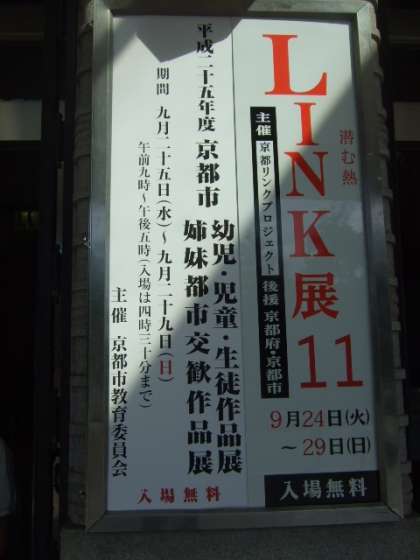 LINK展11
潜む熱
主催 京都リンクプロジェクト 後援 京都府・京都市
9月24日(火)
～29日(日)
入場無料
平成二十五年度 京都市
幼児・児童・生徒作品展
姉妹都市交歓作品展
期間 九月二十五日(水)～九月二十九日(日)
午前九時～午後五時(入場は四時三十分まで)
主催 京都市教育委員会
入場無料